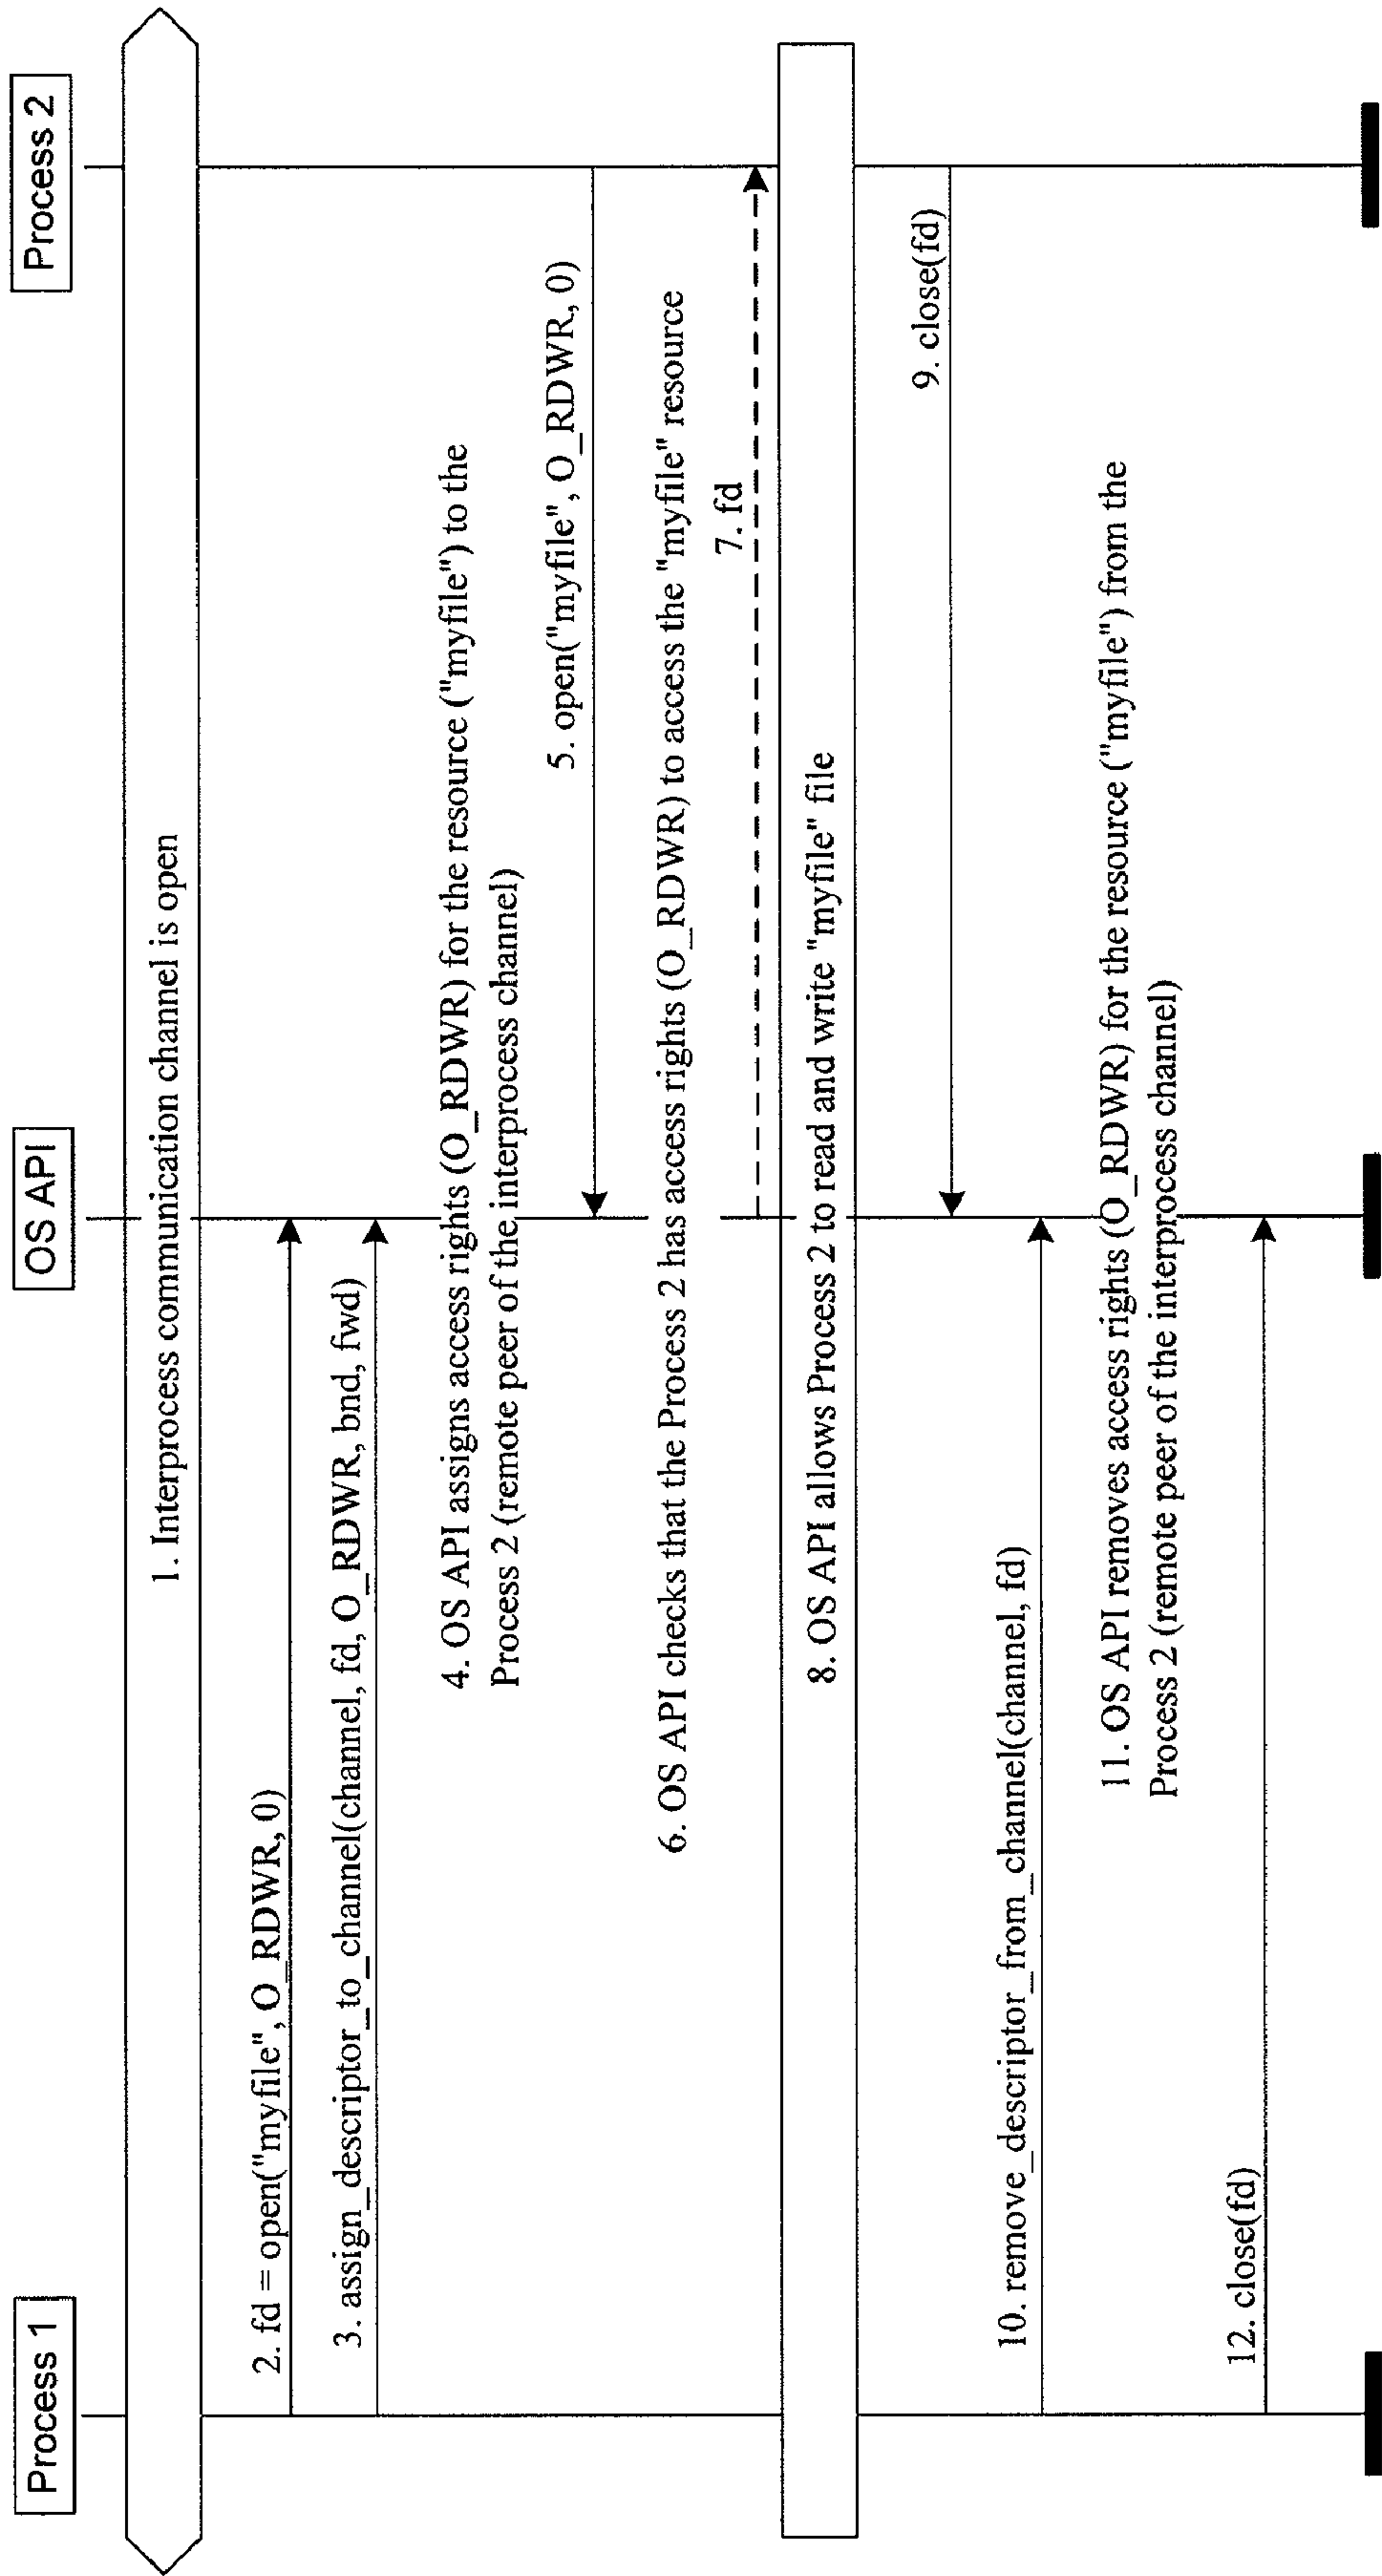 Process 1
OS API
Process 2
1. Interprocess communication channel is open
2. fd = open("myfile", O_RDWR, 0)
3. assign_descriptor_to_channel(channel, fd, O_RDWR, bnd, fwd)
4. OS API assigns access rights (O_RDWR) for the resource ("myfile") to the
Process 2 (remote peer of the interprocess channel)
5. open("myfile", O_RDWR, 0)
6. OS API checks that the Process 2 has access rights (O_RDWR) to access the "myfile" resource
7. fd
8. OS API allows Process 2 to read and write "myfile" file
9. close(fd)
10. remove_descriptor_from_channel(channel, fd)
11. OS API removes access rights (O_RDWR) for the resource ("myfile") from the
Process 2 (remote peer of the interprocess channel)
12. close(fd)